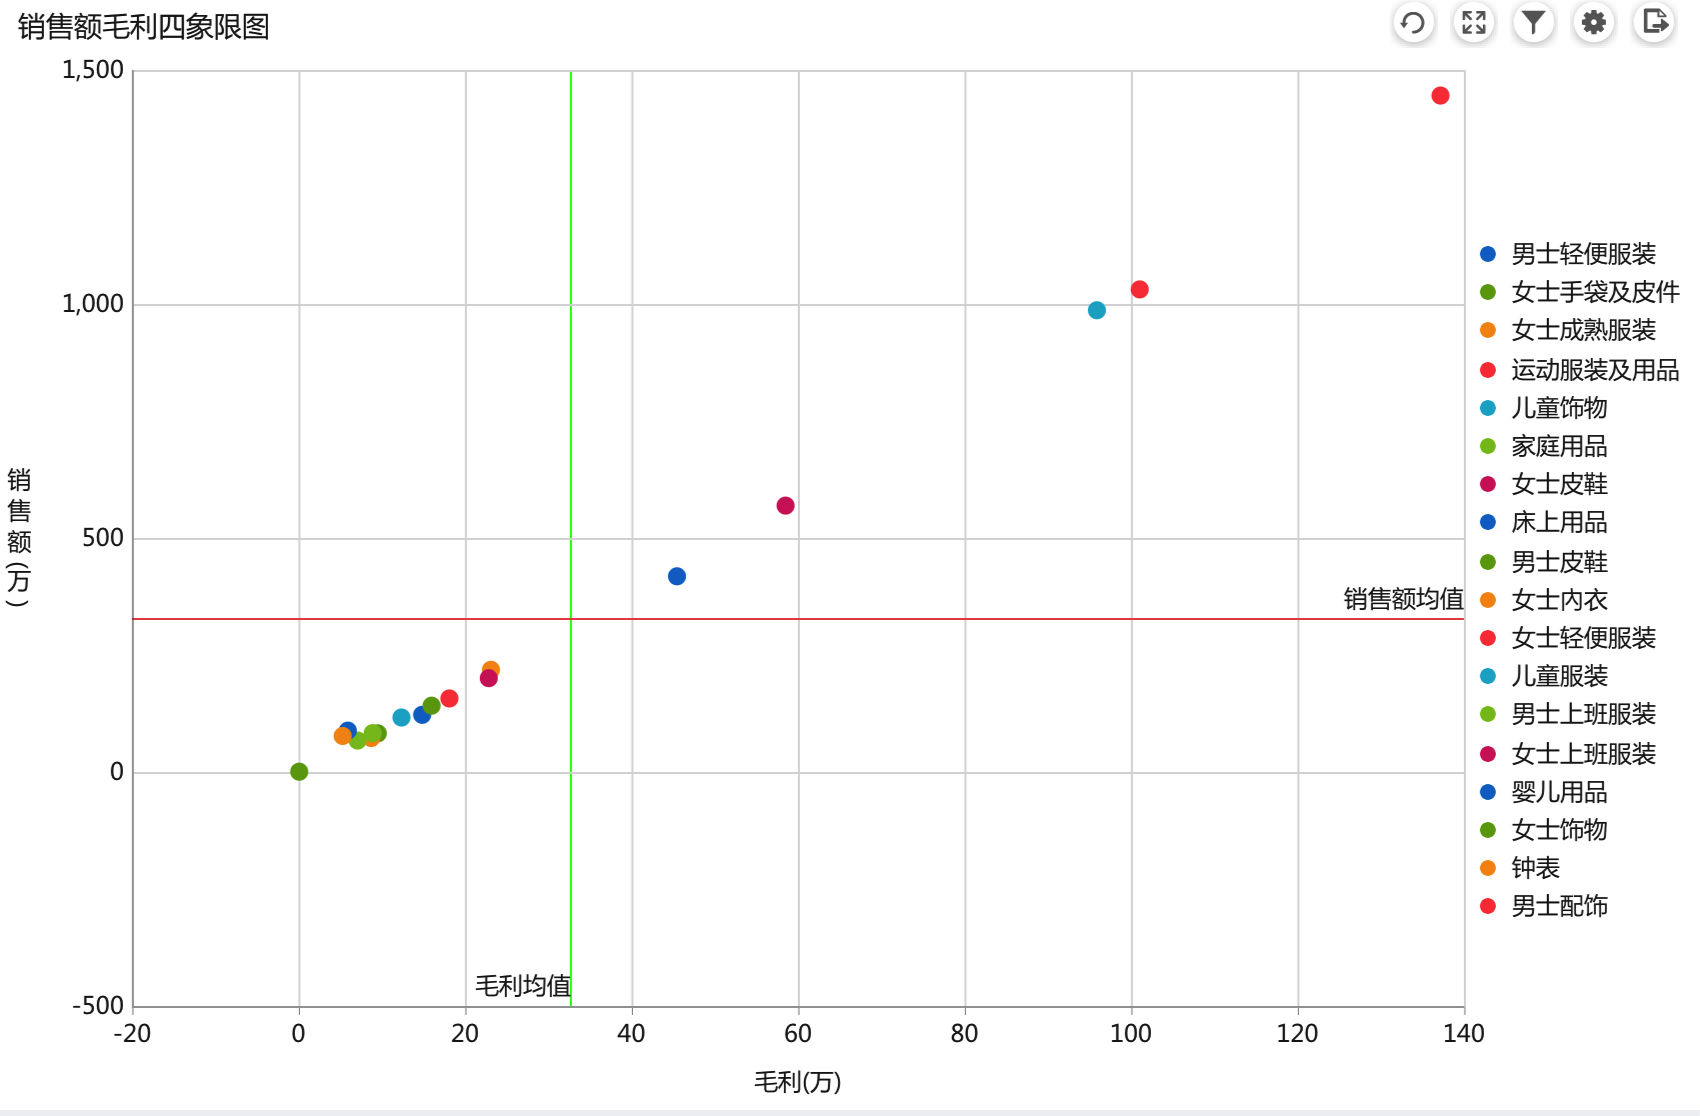 销售额毛利四象限图
1,500
1,000
500
0
-500
销售额(万)
-20 0 20 40 60 80 100 120 140
毛利(万)
销售额均值
毛利均值
男士轻便服装
女士手袋及皮件
女士成熟服装
运动服装及用品
儿童饰物
家庭用品
女士皮鞋
床上用品
男士皮鞋
女士内衣
女士轻便服装
儿童服装
男士上班服装
女士上班服装
婴儿用品
女士饰物
钟表
男士配饰